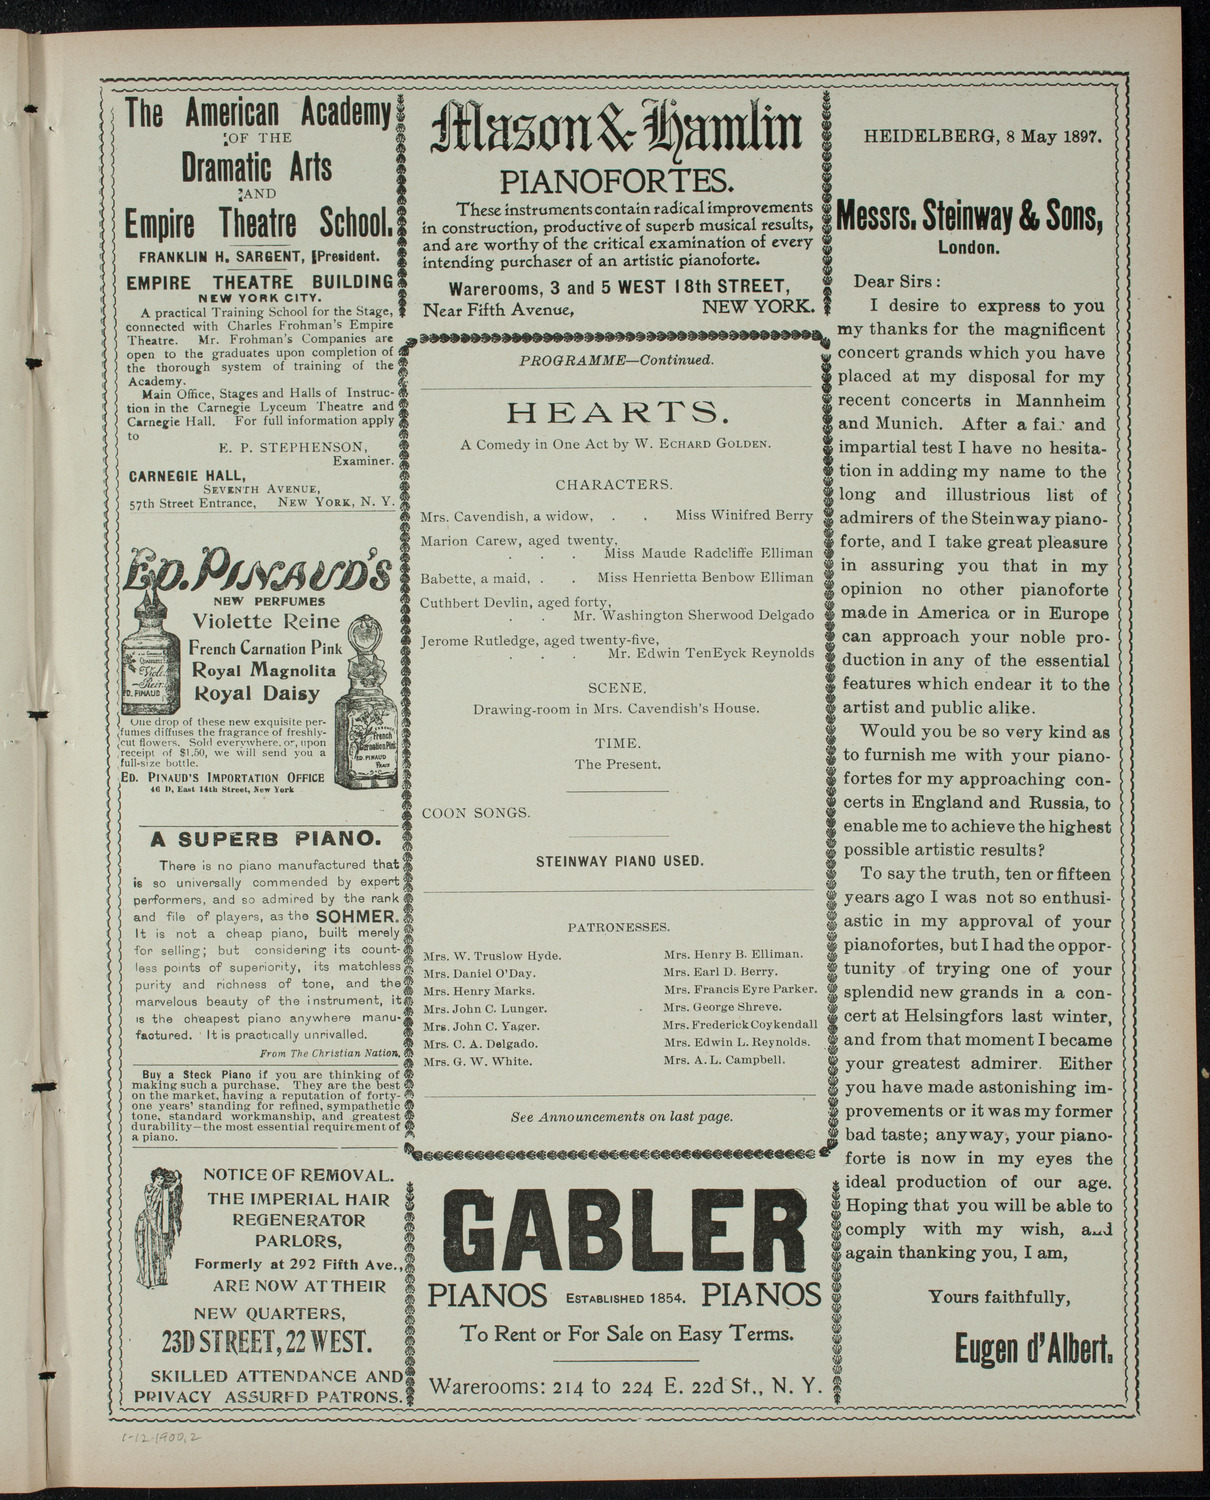 The American Academy
OF THE
Dramatic Arts
AND
Empire Theatre School.
FRANKLIN H. SARGENT, President.
EMPIRE THEATRE BUILDING
NEW YORK CITY.
A practical Training School for the Stage,
connected with Charles Frohman's Empire
Theatre. Mr. Frohman's Companies are
open to the graduates upon completion of
the thorough system of training of the
Academy.
Main Office, Stages and Halls of Instruc-
tion in the Carnegie Lyceum Theatre and
Carnegie Hall. For full information apply
to
E. P. STEPHENSON,
Examiner.
CARNEGIE HALL,
SEVENTH AVENUE,
57th Street Entrance, NEW YORK, N. Y.
ED. PINAUD'S
NEW PERFUMES
Violette Reine
French Carnation Pink
Royal Magnolita
Royal Daisy
One drop of these new exquisite per-
fumes diffuses the fragrance of freshly-
cut flowers. Sold everywhere, or, upon
receipt of $1.50, we will send you a
full-size bottle.
ED. PINAUD'S IMPORTATION OFFICE
46 D, East 14th Street, New York
A SUPERB PIANO.
There is no piano manufactured that
is so universally commended by expert
performers, and so admired by the rank
and file of players, as the SOHMER.
It is not a cheap piano, built merely
for selling; but considering its count-
less points of superiority, its matchless
purity and richness of tone, and the
marvelous beauty of the instrument, it
is the cheapest piano anywhere manu-
factured. It is practically unrivalled.
From The Christian Nation.
Buy a Steck Piano if you are thinking of
making such a purchase. They are the best
on the market, having a reputation of forty-
one years' standing for refined, sympathetic
tone, standard workmanship, and greatest
durability—the most essential requirement of
a piano.
NOTICE OF REMOVAL.
THE IMPERIAL HAIR
REGENERATOR
PARLORS,
Formerly at 292 Fifth Ave.,
ARE NOW AT THEIR
NEW QUARTERS,
23D STREET, 22 WEST.
SKILLED ATTENDANCE AND
PRIVACY ASSURED PATRONS.
Mason & Hamlin
PIANOFORTES.
These instruments contain radical improvements
in construction, productive of superb musical results,
and are worthy of the critical examination of every
intending purchaser of an artistic pianoforte.
Warerooms, 3 and 5 WEST 18th STREET,
Near Fifth Avenue, NEW YORK.
PROGRAMME—Continued.
HEARTS.
A Comedy in One Act by W. ECHARD GOLDEN.
CHARACTERS.
Mrs. Cavendish, a widow, . . Miss Winifred Berry
Marion Carew, aged twenty,
. . . Miss Maude Radcliffe Elliman
Babette, a maid, . . Miss Henrietta Benbow Elliman
Cuthbert Devlin, aged forty,
. . Mr. Washington Sherwood Delgado
Jerome Rutledge, aged twenty-five,
. . . Mr. Edwin TenEyck Reynolds
SCENE.
Drawing-room in Mrs. Cavendish's House.
TIME.
The Present.
COON SONGS.
STEINWAY PIANO USED.
PATRONESSES.
Mrs. W. Truslow Hyde. Mrs. Henry B. Elliman.
Mrs. Daniel O'Day. Mrs. Earl D. Berry.
Mrs. Henry Marks. Mrs. Francis Eyre Parker.
Mrs. John C. Lunger. Mrs. George Shreve.
Mrs. John C. Yager. Mrs. Frederick Coykendall
Mrs. C. A. Delgado. Mrs. Edwin L. Reynolds.
Mrs. G. W. White. Mrs. A. L. Campbell.
See Announcements on last page.
GABLER
PIANOS ESTABLISHED 1854. PIANOS
To Rent or For Sale on Easy Terms.
Warerooms: 214 to 224 E. 22d St., N. Y.
HEIDELBERG, 8 May 1897.
Messrs. Steinway & Sons,
London.
Dear Sirs:
I desire to express to you
my thanks for the magnificent
concert grands which you have
placed at my disposal for my
recent concerts in Mannheim
and Munich. After a fair and
impartial test I have no hesita-
tion in adding my name to the
long and illustrious list of
admirers of the Steinway piano-
forte, and I take great pleasure
in assuring you that in my
opinion no other pianoforte
made in America or in Europe
can approach your noble pro-
duction in any of the essential
features which endear it to the
artist and public alike.
Would you be so very kind as
to furnish me with your piano-
fortes for my approaching con-
certs in England and Russia, to
enable me to achieve the highest
possible artistic results?
To say the truth, ten or fifteen
years ago I was not so enthusi-
astic in my approval of your
pianofortes, but I had the oppor-
tunity of trying one of your
splendid new grands in a con-
cert at Helsingfors last winter,
and from that moment I became
your greatest admirer. Either
you have made astonishing im-
provements or it was my former
bad taste; anyway, your piano-
forte is now in my eyes the
ideal production of our age.
Hoping that you will be able to
comply with my wish, and
again thanking you, I am,
Yours faithfully,
Eugen d'Albert.
1-12-1900, 2